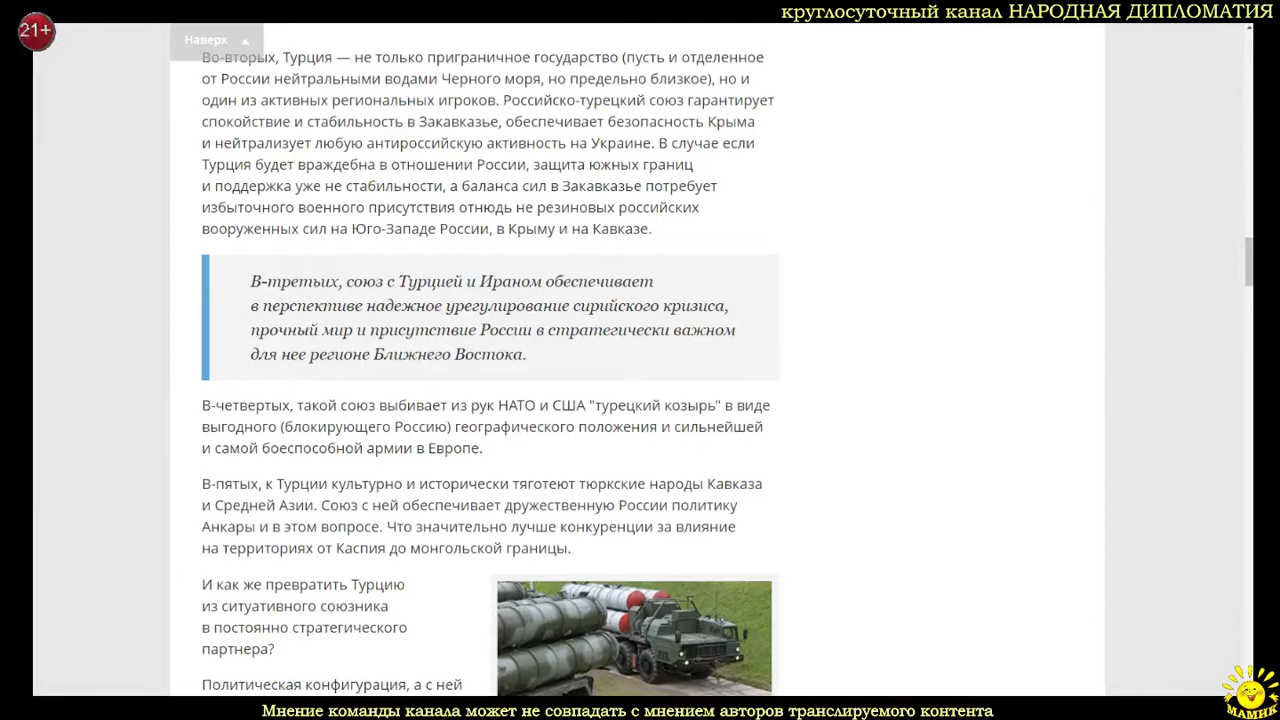 круглосуточный канал НАРОДНАЯ ДИПЛОМАТИЯ
21+
Наверх
Во-вторых, Турция — не только приграничное государство (пусть и отделенное
от России нейтральными водами Черного моря, но предельно близкое), но и
один из активных региональных игроков. Российско-турецкий союз гарантирует
спокойствие и стабильность в Закавказье, обеспечивает безопасность Крыма
и нейтрализует любую антироссийскую активность на Украине. В случае если
Турция будет враждебна в отношении России, защита южных границ
и поддержка уже не стабильности, а баланса сил в Закавказье потребует
избыточного военного присутствия отнюдь не резиновых российских
вооруженных сил на Юго-Западе России, в Крыму и на Кавказе.
В-третьих, союз с Турцией и Ираном обеспечивает
в перспективе надежное урегулирование сирийского кризиса,
прочный мир и присутствие России в стратегически важном
для нее регионе Ближнего Востока.
В-четвертых, такой союз выбивает из рук НАТО и США "турецкий козырь" в виде
выгодного (блокирующего Россию) географического положения и сильнейшей
и самой боеспособной армии в Европе.
В-пятых, к Турции культурно и исторически тяготеют тюркские народы Кавказа
и Средней Азии. Союз с ней обеспечивает дружественную России политику
Анкары и в этом вопросе. Что значительно лучше конкуренции за влияние
на территориях от Каспия до монгольской границы.
И как же превратить Турцию
из ситуативного союзника
в постоянно стратегического
партнера?
Политическая конфигурация, а с ней
МАМИК
Мнение команды канала может не совпадать с мнением авторов транслируемого контента